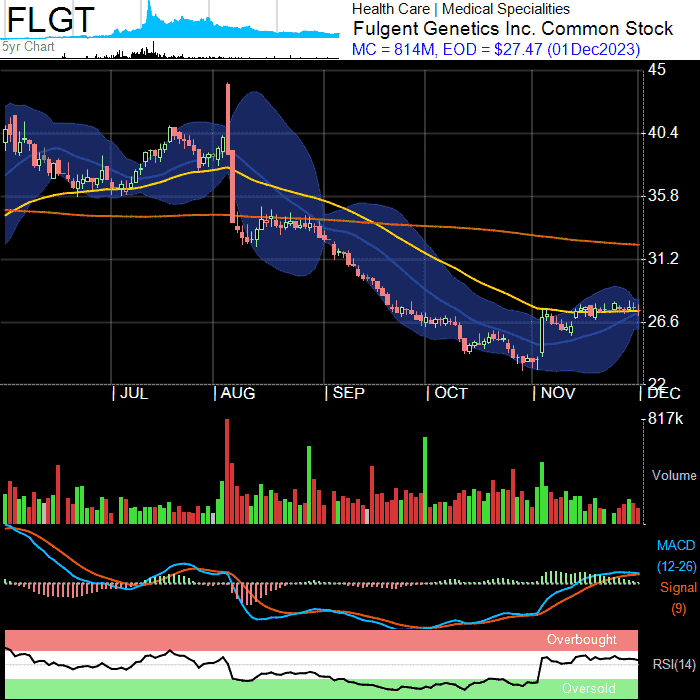 FLGT
Health Care | Medical Specialities
Fulgent Genetics Inc. Common Stock
5yr Chart
MC = 814M, EOD = $27.47 (01Dec2023)
45
40.4
35.8
31.2
26.6
22
| JUL
| AUG
| SEP
| OCT
| NOV
| DEC
817k
Volume
MACD
(12-26)
Signal
(9)
Overbought
RSI(14)
Oversold